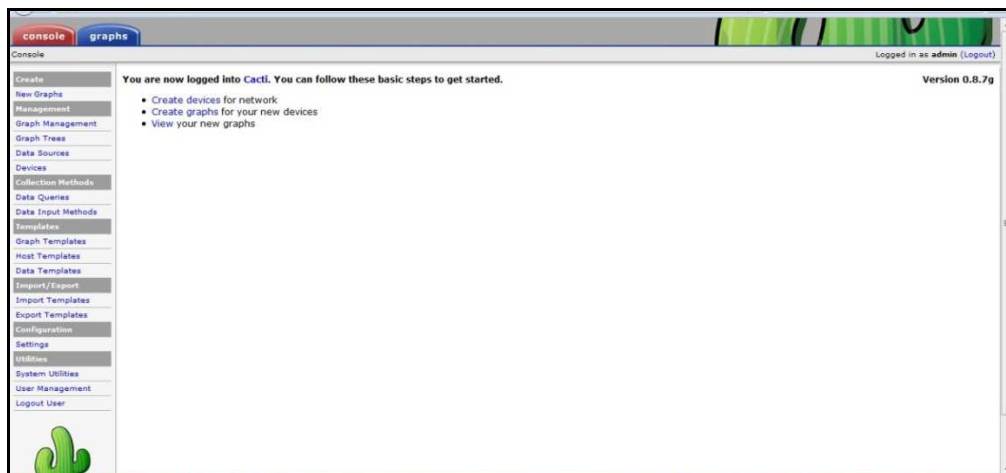 console graphs
Console Logged in as admin (Logout)
Create
New Graphs
Management
Graph Management
Graph Trees
Data Sources
Devices
Collection Methods
Data Queries
Data Input Methods
Templates
Graph Templates
Host Templates
Data Templates
Import/Export
Import Templates
Export Templates
Configuration
Settings
Utilities
System Utilities
User Management
Logout User
You are now logged into Cacti. You can follow these basic steps to get started. Version 0.8.7g
• Create devices for network
• Create graphs for your new devices
• View your new graphs